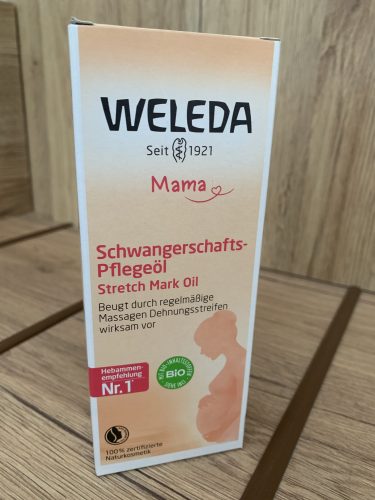 WELEDA
Seit 1921
Mama
Schwangerschafts-
Pflegeöl
Stretch Mark Oil
Beugt durch regelmäßige
Massagen Dehnungsstreifen
wirksam vor
Hebammen-
empfehlung
Nr. 1*
BIO
100% zertifizierte
Naturkosmetik